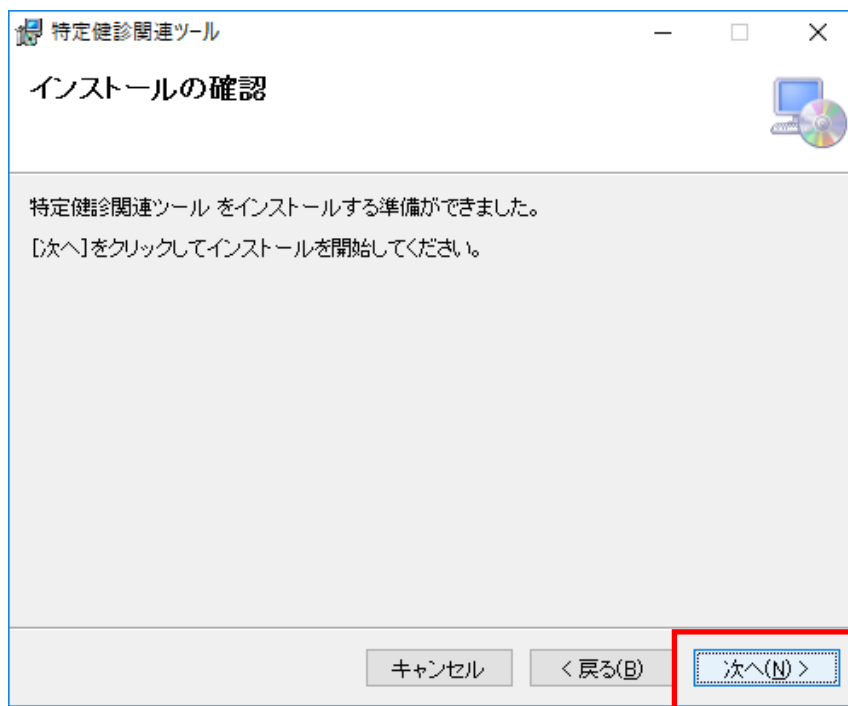 特定健診関連ツール
インストールの確認
特定健診関連ツール をインストールする準備ができました。
[次へ]をクリックしてインストールを開始してください。
キャンセル
< 戻る(B)
次へ(N) >